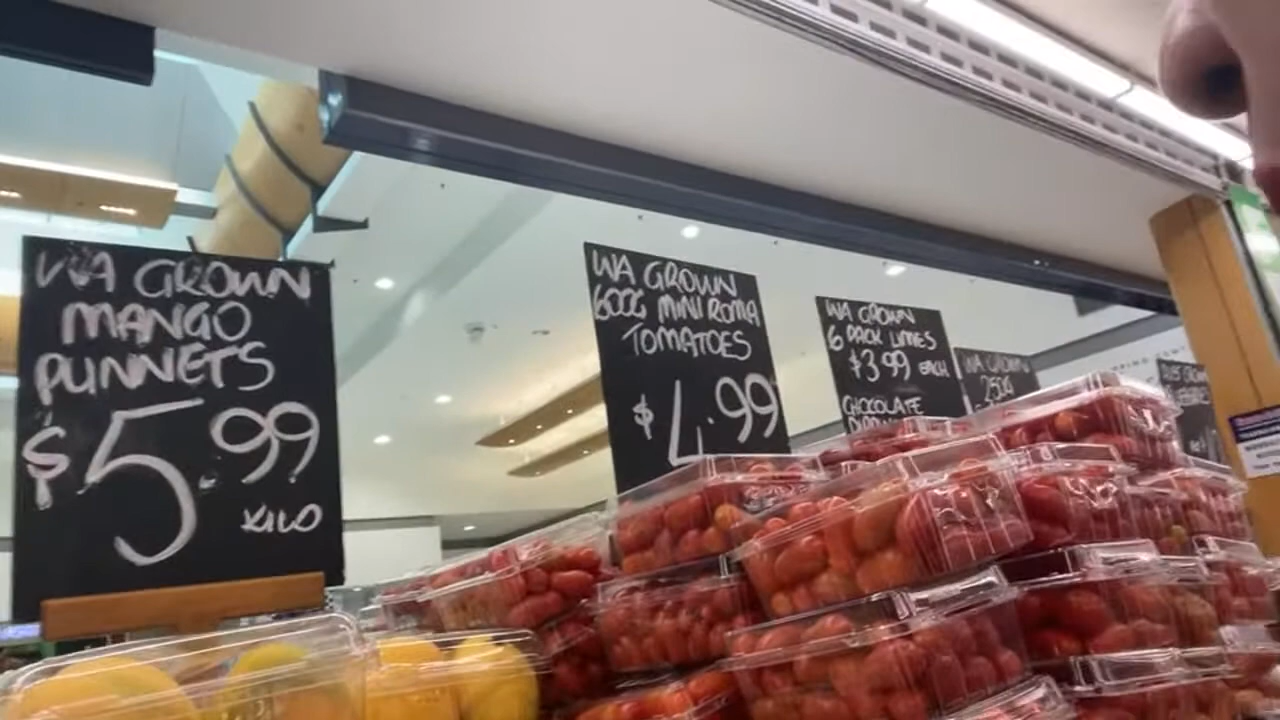 WA GROWN
MANGO
PUNNETS
$5.99
KILO
WA GROWN
600G MINI ROMA
TOMATOES
$4.99
WA GROWN
6 PACK LIMES
$3.99 EACH
CHOCOLATE
WA GROWN
250G